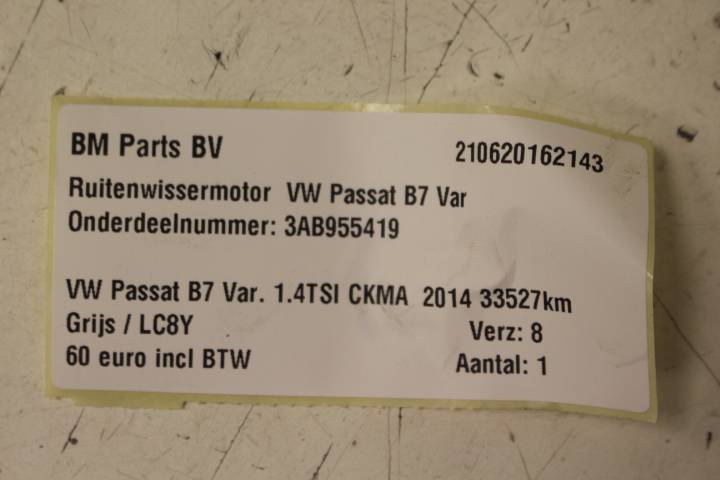 BM Parts BV 210620162143
Ruitenwissermotor VW Passat B7 Var
Onderdeelnummer: 3AB955419
VW Passat B7 Var. 1.4TSI CKMA 2014 33527km
Grijs / LC8Y Verz: 8
60 euro incl BTW Aantal: 1